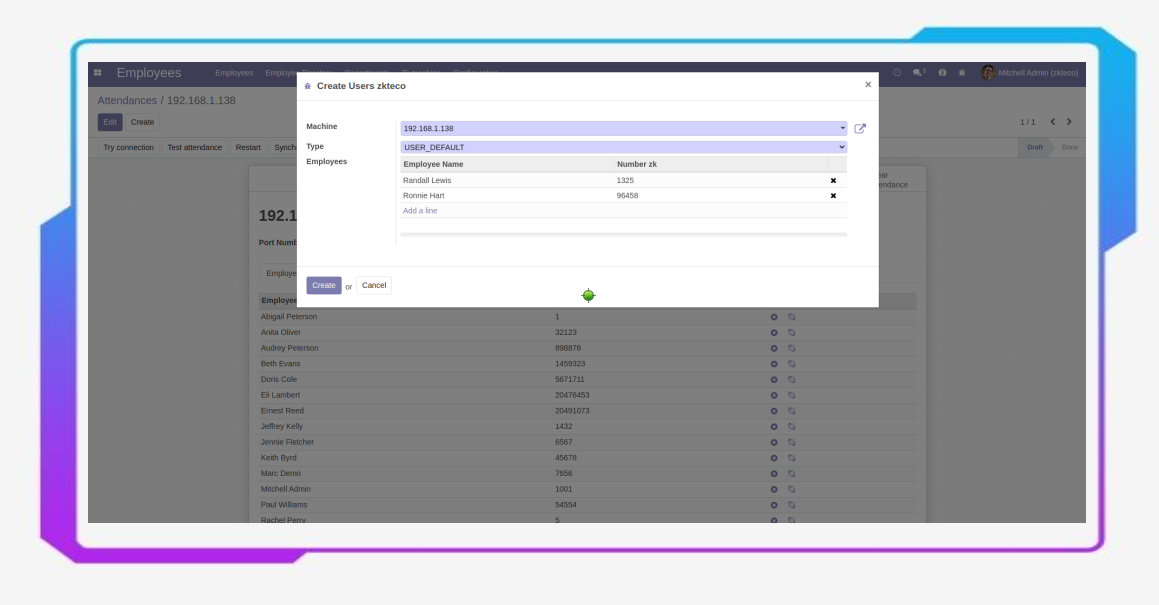 Employees Employees Employee
Mitchell Admin (zkteco)
Create Users zkteco ×
Attendances / 192.168.1.138
Edit Create
1 / 1
Try connection Test attendance Restart Synch
Draft Done
Machine 192.168.1.138
Type USER_DEFAULT
Employees Employee Name Number zk
Randall Lewis 1325
Ronnie Hart 96458
Add a line
ear
endance
192.1
Port Numb
Employe
Create or Cancel
Employee
Abigail Peterson 1
Anita Oliver 32123
Audrey Peterson 898876
Beth Evans 1459323
Doris Cole 5671711
Eli Lambert 20476453
Ernest Reed 20491073
Jeffrey Kelly 1432
Jennie Fletcher 6567
Keith Byrd 45678
Marc Demo 7656
Mitchell Admin 1001
Paul Williams 54554
Rachel Perry 5